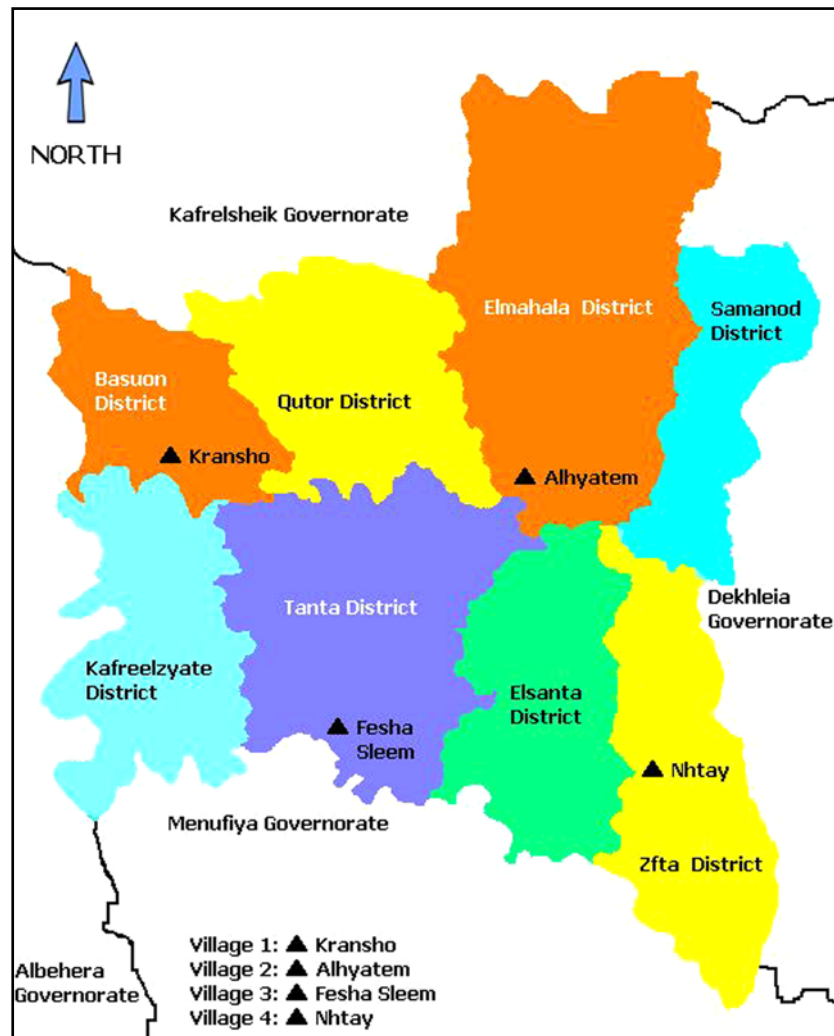 NORTH
Kafrelsheik Governorate
Elmahala District
Samanod
District
Basuon
District
Qutor District
Kransho
Alhyatem
Tanta District
Dekhleia
Governorate
Kafreelzyate
District
Elsanta
District
Fesha
Sleem
Nhtay
Menufiya Governorate
Zfta District
Albehera
Governorate
Village 1: ▲ Kransho
Village 2: ▲ Alhyatem
Village 3: ▲ Fesha Sleem
Village 4: ▲ Nhtay